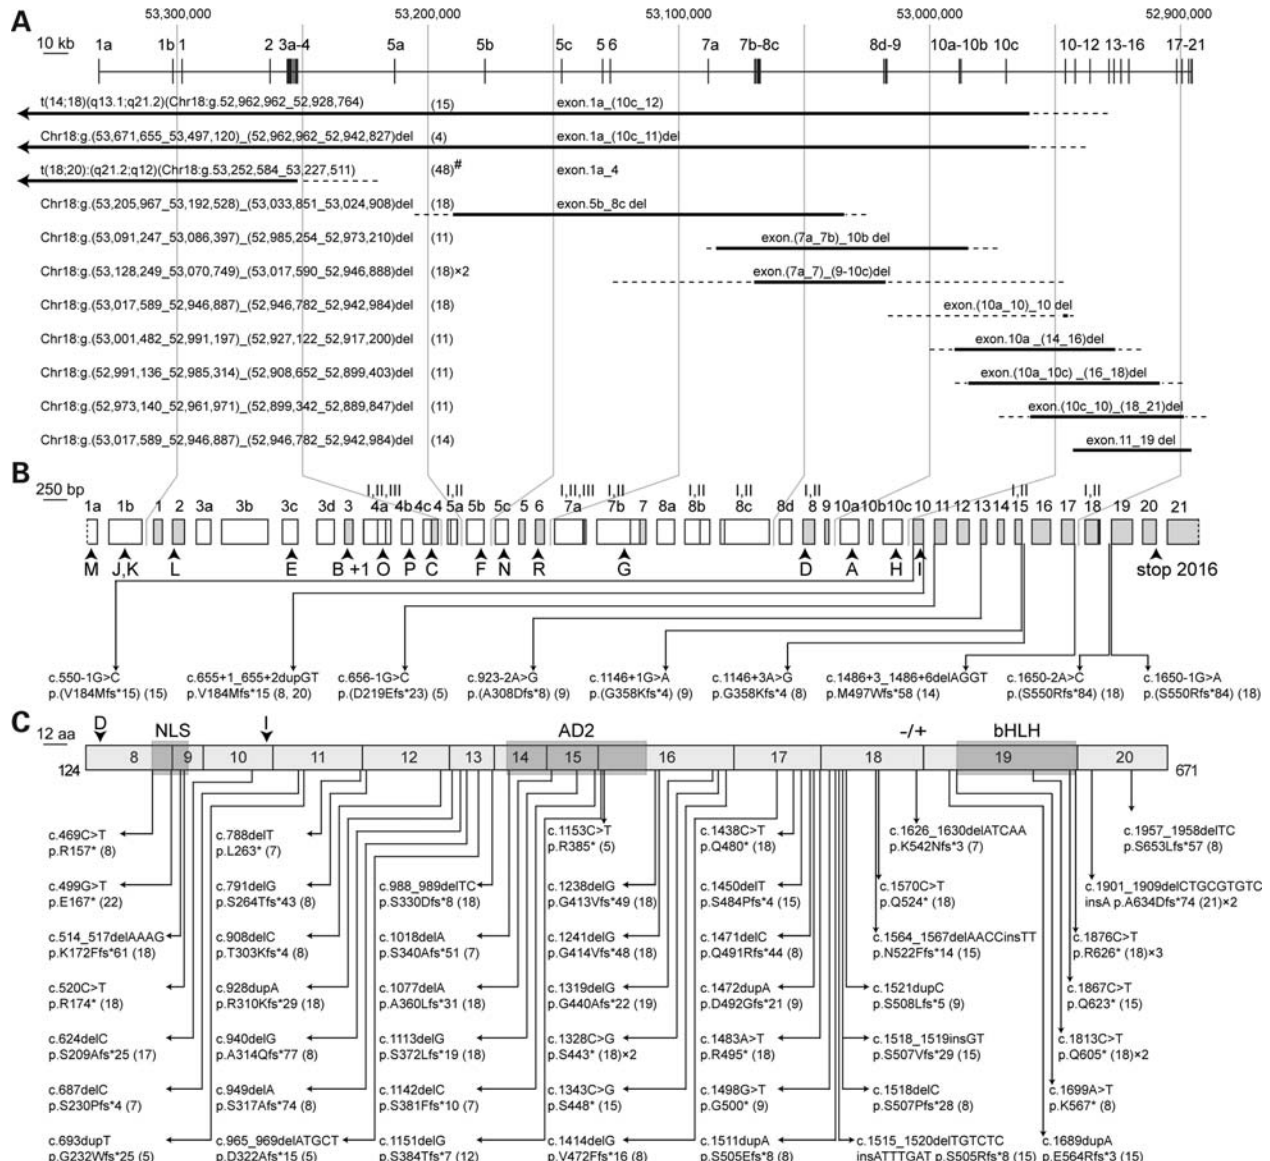 A
53,300,000 53,200,000 53,100,000 53,000,000 52,900,000
10 kb
1a 1b 1 2 3a-4 5a 5b 5c 5 6 7a 7b-8c 8d-9 10a-10b 10c 10-12 13-16 17-21
t(14;18)(q13.1;q21.2)(Chr18:g.52,962,962_52,928,764) (15) exon.1a_(10c_12)
Chr18:g.(53,671,655_53,497,120)_(52,962,962_52,942,827)del (4) exon.1a_(10c_11)del
t(18;20):(q21.2;q12)(Chr18:g.53,252,584_53,227,511) (48)# exon.1a_4
Chr18:g.(53,205,967_53,192,528)_(53,033,851_53,024,908)del (18) exon.5b_8c del
Chr18:g.(53,091,247_53,086,397)_(52,985,254_52,973,210)del (11) exon.(7a_7b)_10b del
Chr18:g.(53,128,249_53,070,749)_(53,017,590_52,946,888)del (18)×2 exon.(7a_7)_(9-10c)del
Chr18:g.(53,017,589_52,946,887)_(52,946,782_52,942,984)del (18) exon.(10a_10)_10 del
Chr18:g.(53,001,482_52,991,197)_(52,927,122_52,917,200)del (11) exon.10a _(14_16)del
Chr18:g.(52,991,136_52,985,314)_(52,908,652_52,899,403)del (11) exon.(10a_10c) _(16_18)del
Chr18:g.(52,973,140_52,961,971)_(52,899,342_52,889,847)del (11) exon.(10c_10)_(18_21)del
Chr18:g.(53,017,589_52,946,887)_(52,946,782_52,942,984)del (14) exon.11_19 del
B
250 bp
I,II,III I,II I,II,III I,II I,II I,II I,II I,II I,II
1a 1b 1 2 3a 3b 3c 3d 3 4a 4b 4c 4 5a 5b 5c 5 6 7a 7b 7 8a 8b 8c 8d 8 9 10a 10b 10c 10 11 12 13 14 15 16 17 18 19 20 21
M J,K L E B +1 O P C F N R G D A H I stop 2016
c.550-1G>C c.655+1_655+2dupGT c.656-1G>C c.923-2A>G c.1146+1G>A c.1146+3A>G c.1486+3_1486+6delAGGT c.1650-2A>C c.1650-1G>A
p.(V184Mfs*15) (15) p.V184Mfs*15 (8, 20) p.(D219Efs*23) (5) p.(A308Dfs*8) (9) p.(G358Kfs*4) (9) p.G358Kfs*4 (8) p.M497Wfs*58 (14) p.(S550Rfs*84) (18) p.(S550Rfs*84) (18)
C
12 aa
D NLS I AD2 -/+ bHLH
8 9 10 11 12 13 14 15 16 17 18 19 20
124 671
c.469C>T
p.R157* (8)
c.499G>T
p.E167* (22)
c.514_517delAAAG
p.K172Ffs*61 (18)
c.520C>T
p.R174* (18)
c.624delC
p.S209Afs*25 (17)
c.687delC
p.S230Pfs*4 (7)
c.693dupT
p.G232Wfs*25 (5)
c.788delT
p.L263* (7)
c.791delG
p.S264Tfs*43 (8)
c.908delC
p.T303Kfs*4 (8)
c.928dupA
p.R310Kfs*29 (18)
c.940delG
p.A314Qfs*77 (8)
c.949delA
p.S317Afs*74 (8)
c.965_969delATGCT
p.D322Afs*15 (5)
c.988_989delTC
p.S330Dfs*8 (18)
c.1018delA
p.S340Afs*51 (7)
c.1077delA
p.A360Lfs*31 (18)
c.1113delG
p.S372Lfs*19 (18)
c.1142delC
p.S381Ffs*10 (7)
c.1151delG
p.S384Tfs*7 (12)
c.1153C>T
p.R385* (5)
c.1238delG
p.G413Vfs*49 (18)
c.1241delG
p.G414Vfs*48 (18)
c.1319delG
p.G440Afs*22 (19)
c.1328C>G
p.S443* (18)×2
c.1343C>G
p.S448* (15)
c.1414delG
p.V472Ffs*16 (8)
c.1438C>T
p.Q480* (18)
c.1450delT
p.S484Pfs*4 (15)
c.1471delC
p.Q491Rfs*44 (8)
c.1472dupA
p.D492Gfs*21 (9)
c.1483A>T
p.R495* (18)
c.1498G>T
p.G500* (9)
c.1511dupA
p.S505Efs*8 (8)
c.1626_1630delATCAA
p.K542Nfs*3 (7)
c.1570C>T
p.Q524* (18)
c.1564_1567delAACCinsTT
p.N522Ffs*14 (15)
c.1521dupC
p.S508Lfs*5 (9)
c.1518_1519insGT
p.S507Vfs*29 (15)
c.1518delC
p.S507Pfs*28 (8)
c.1515_1520delTGTCTC
insATTTGAT p.S505Rfs*8 (15)
c.1957_1958delTC
p.S653Lfs*57 (8)
c.1901_1909delCTGCGTGTC
insA p.A634Dfs*74 (21)×2
c.1876C>T
p.R626* (18)×3
c.1867C>T
p.Q623* (15)
c.1813C>T
p.Q605* (18)×2
c.1699A>T
p.K567* (8)
c.1689dupA
p.E564Rfs*3 (15)